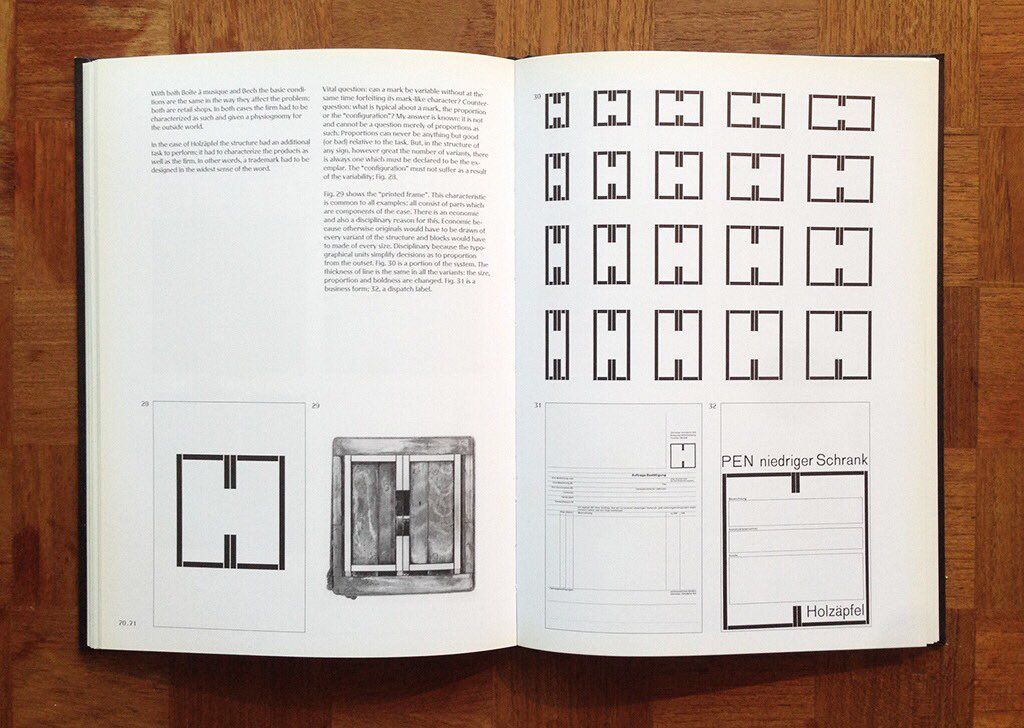 With both Boîte à musique and Bech the basic condi-
tions are the same in the way they affect the problem;
both are retail shops. In both cases the firm had to be
characterized as such and given a physiognomy for
the outside world.
In the case of Holzäpfel the structure had an additional
task to perform; it had to characterize the products as
well as the firm. In other words, a trademark had to be
designed in the widest sense of the word.
Vital question: can a mark be variable without at the
same time forfeiting its mark-like character? Counter-
question: what is typical about a mark, the proportion
or the "configuration"? My answer is known: it is not
and cannot be a question merely of proportions as
such. Proportions can never be anything but good
(or bad) relative to the task. But, in the structure of
any sign, however great the number of variants, there
is always one which must be declared to be the ex-
emplar. The "configuration" must not suffer as a result
of the variability; Fig. 28.
Fig. 29 shows the "printed frame". This characteristic
is common to all examples: all consist of parts which
are components of the case. There is an economic
and also a disciplinary reason for this. Economic be-
cause otherwise originals would have to be drawn of
every variant of the structure and blocks would have
to made of every size. Disciplinary because the typo-
graphical units simplify decisions as to proportion
from the outset. Fig. 30 is a portion of the system. The
thickness of line is the same in all the variants: the size,
proportion and boldness are changed. Fig. 31 is a
business form; 32, a dispatch label.
28
29
70.71
30
31
Auftrags-Bestätigung
32
PEN niedriger Schrank
Holzäpfel